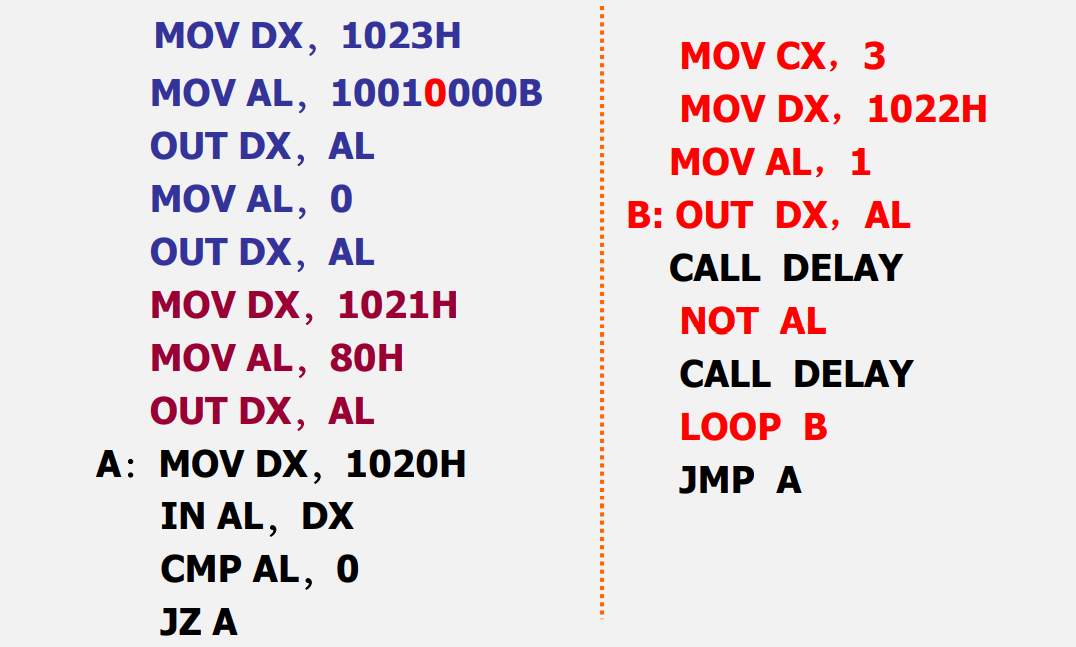 MOV DX，1023H
MOV AL，10010000B
OUT DX，AL
MOV AL，0
OUT DX，AL
MOV DX，1021H
MOV AL，80H
OUT DX，AL
A：MOV DX，1020H
IN AL，DX
CMP AL，0
JZ A
MOV CX，3
MOV DX，1022H
MOV AL，1
B: OUT DX，AL
CALL DELAY
NOT AL
CALL DELAY
LOOP B
JMP A